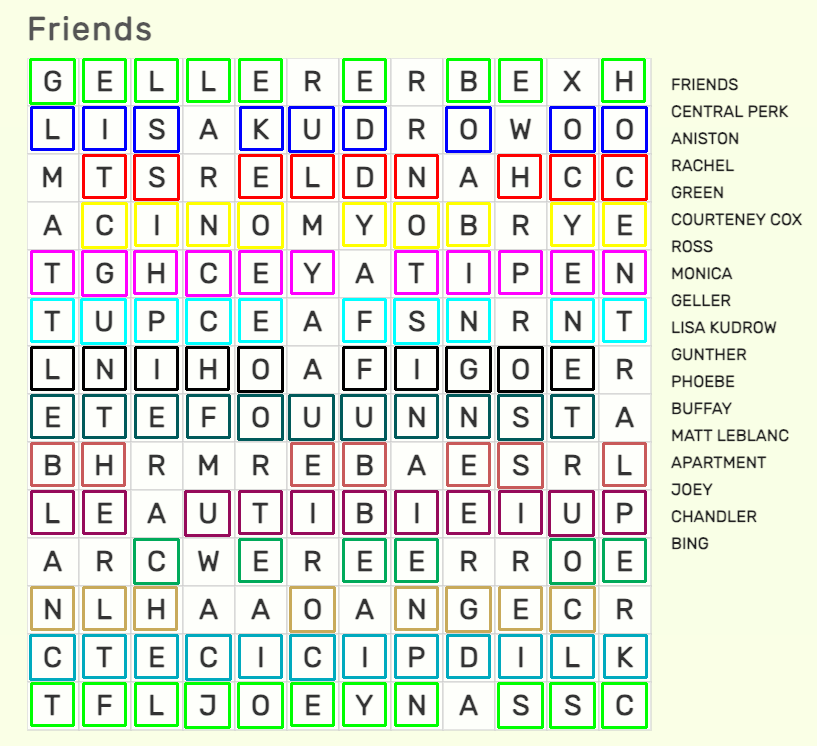 Friends
G E L L E R E R B E X H
L I S A K U D R O W O O
M T S R E L D N A H C C
A C I N O M Y O B R Y E
T G H C E Y A T I P E N
T U P C E A F S N R N T
L N I H O A F I G O E R
E T E F O U U N N S T A
B H R M R E B A E S R L
L E A U T I B I E I U P
A R C W E R E E R R O E
N L H A A O A N G E C R
C T E C I C I P D I L K
T F L J O E Y N A S S C
FRIENDS
CENTRAL PERK
ANISTON
RACHEL
GREEN
COURTENEY COX
ROSS
MONICA
GELLER
LISA KUDROW
GUNTHER
PHOEBE
BUFFAY
MATT LEBLANC
APARTMENT
JOEY
CHANDLER
BING